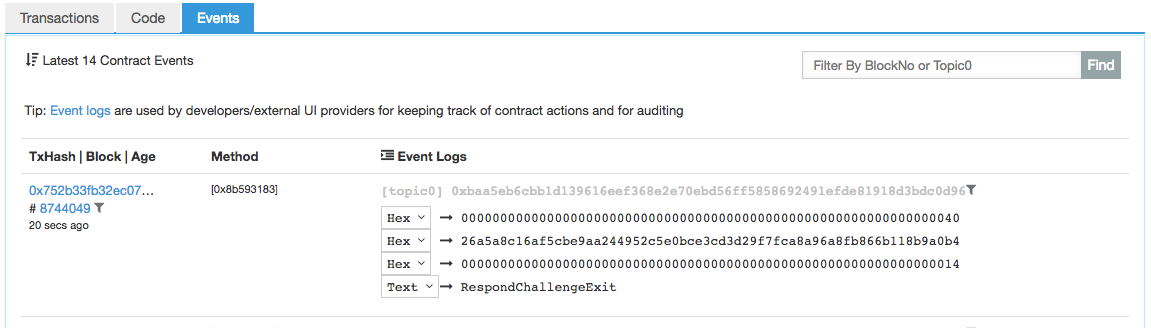 Transactions Code Events
Latest 14 Contract Events
Filter By BlockNo or Topic0 Find
Tip: Event logs are used by developers/external UI providers for keeping track of contract actions and for auditing
TxHash | Block | Age Method Event Logs
0x752b33fb32ec07... [0x8b593183] [topic0] 0xbaa5eb6cbb1d139616eef368e2e70ebd56ff5858692491efde81918d3bdc0d96
# 8744049
20 secs ago
Hex 0000000000000000000000000000000000000000000000000000000000000040
Hex 26a5a8c16af5cbe9aa244952c5e0bce3cd3d29f7fca8a96a8fb866b118b9a0b4
Hex 0000000000000000000000000000000000000000000000000000000000000014
Text RespondChallengeExit